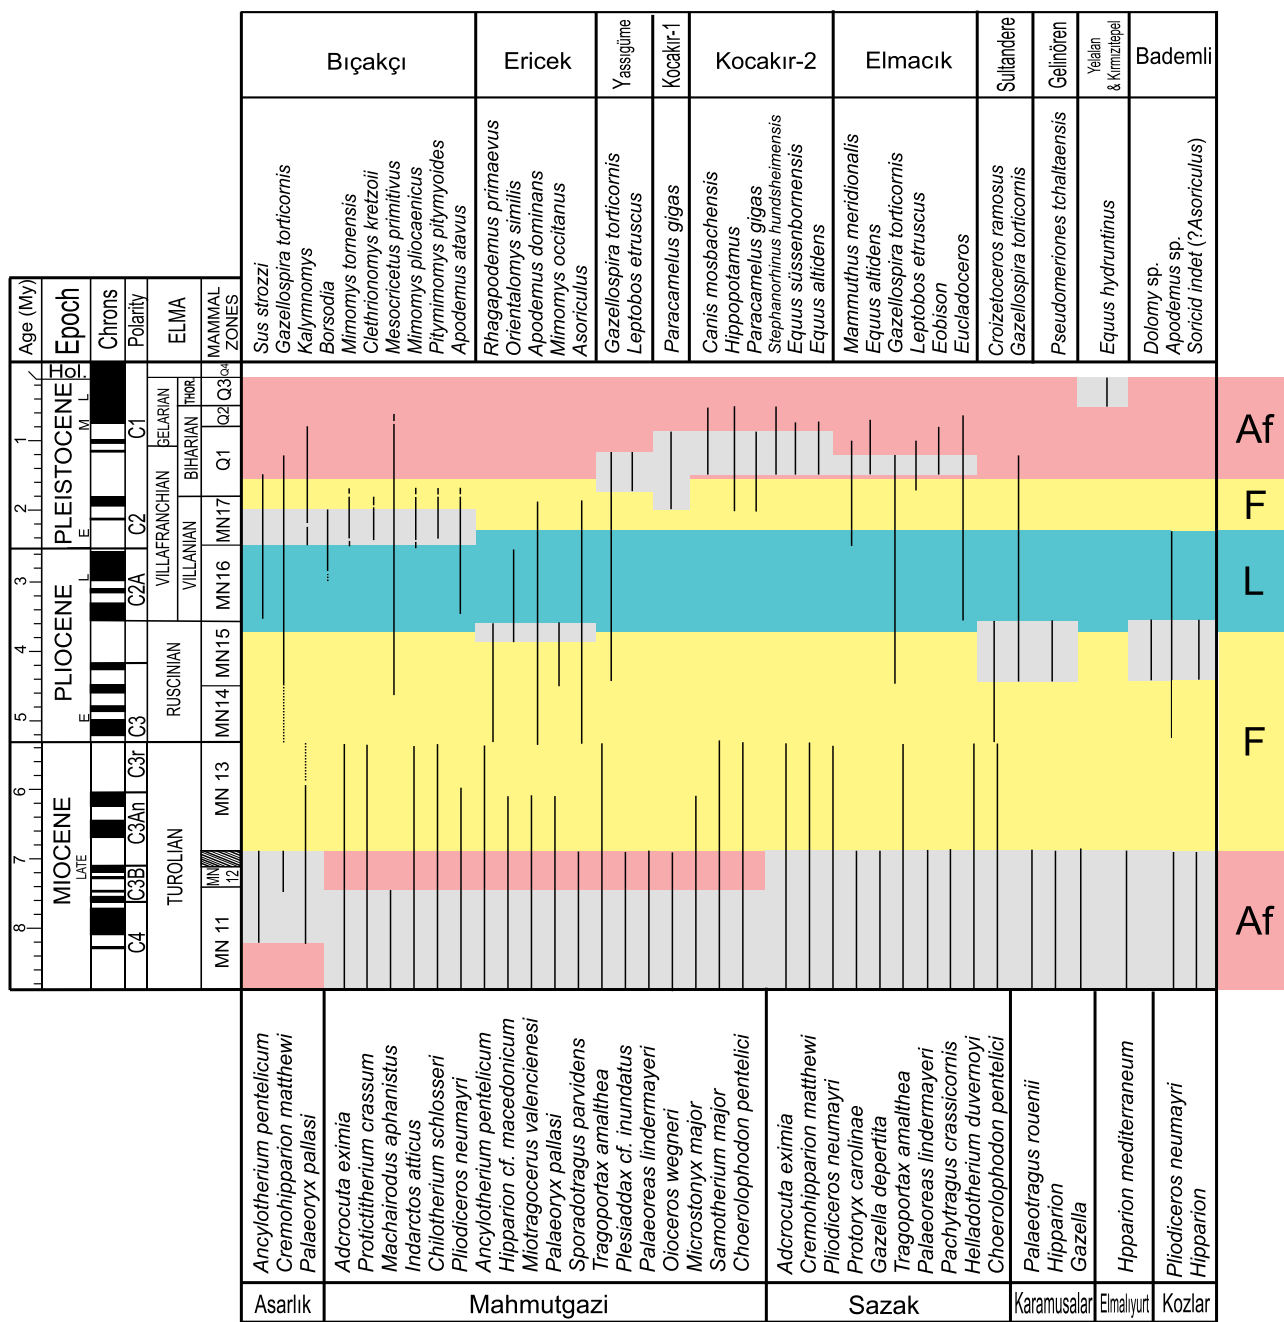 Bıçakçı
Ericek
Yassıgüme
Kocakır-1
Kocakır-2
Elmacık
Sultandere
Gelinören
Yelalan
& Kırmızıtepel
Bademli
Sus strozzi
Gazellospira torticornis
Kalymnomys
Borsodia
Mimomys tornensis
Clethrionomys kretzoii
Mesocricetus primitivus
Mimomys pliocaenicus
Pitymimomys pitymyoides
Apodemus atavus
Rhagapodemus primaevus
Orientalomys similis
Apodemus dominans
Mimomys occitanus
Asoriculus
Gazellospira torticornis
Leptobos etruscus
Paracamelus gigas
Canis mosbachensis
Hippopotamus
Paracamelus gigas
Stephanorhinus hundsheimensis
Equus süssenbornensis
Equus altidens
Mammuthus meridionalis
Equus altidens
Gazellospira torticornis
Leptobos etruscus
Eobison
Eucladoceros
Croizetoceros ramosus
Gazellospira torticornis
Pseudomeriones tchaltaensis
Equus hydruntinus
Dolomy sp.
Apodemus sp.
Soricid indet (?Asoriculus)
Age (My)
Epoch
Chrons
Polarity
ELMA
MAMMAL
ZONES
1
2
3
4
5
6
7
8
Hol.
PLEISTOCENE
L
M
E
PLIOCENE
L
E
MIOCENE
LATE
C1
C2
C2A
C3
C3r
C3An
C3B
C4
GELARIAN
VILLAFRANCHIAN
THOR.
BIHARIAN
VILLANIAN
RUSCINIAN
TUROLIAN
Q4
Q3
Q2
Q1
MN17
MN16
MN15
MN14
MN 13
MN
12
MN 11
Af
F
L
F
Af
Ancylotherium pentelicum
Cremohipparion matthewi
Palaeoryx pallasi
Adcrocuta eximia
Protictitherium crassum
Machairodus aphanistus
Indarctos atticus
Chilotherium schlosseri
Pliodiceros neumayri
Ancylotherium pentelicum
Hipparion cf. macedonicum
Miotragocerus valencienesi
Palaeoryx pallasi
Sporadotragus parvidens
Tragoportax amalthea
Plesiaddax cf. inundatus
Palaeoreas lindermayeri
Oioceros wegneri
Microstonyx major
Samotherium major
Choerolophodon pentelici
Adcrocuta eximia
Cremohipparion matthewi
Pliodiceros neumayri
Protoryx carolinae
Gazella depertita
Tragoportax amalthea
Palaeoreas lindermayeri
Pachytragus crassicornis
Helladotherium duvernoyi
Choerolophodon pentelici
Palaeotragus rouenii
Hipparion
Gazella
Hpparion mediterraneum
Pliodiceros neumayri
Hipparion
Asarlık
Mahmutgazi
Sazak
Karamusalar
Elmalıyurt
Kozlar